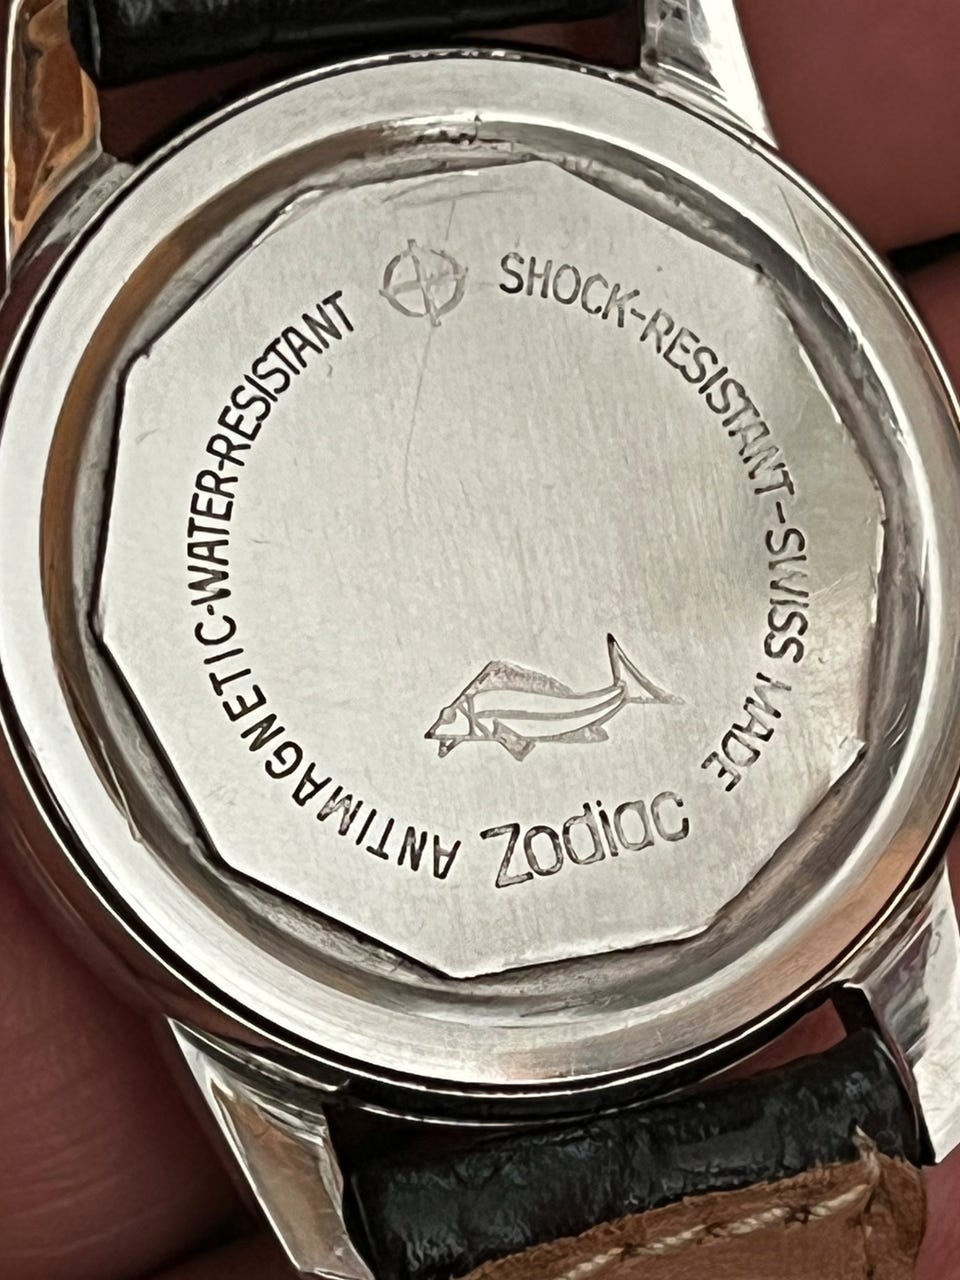 ANTIMAGNETIC-WATER-RESISTANT
SHOCK-RESISTANT-SWISS MADE
Zodiac